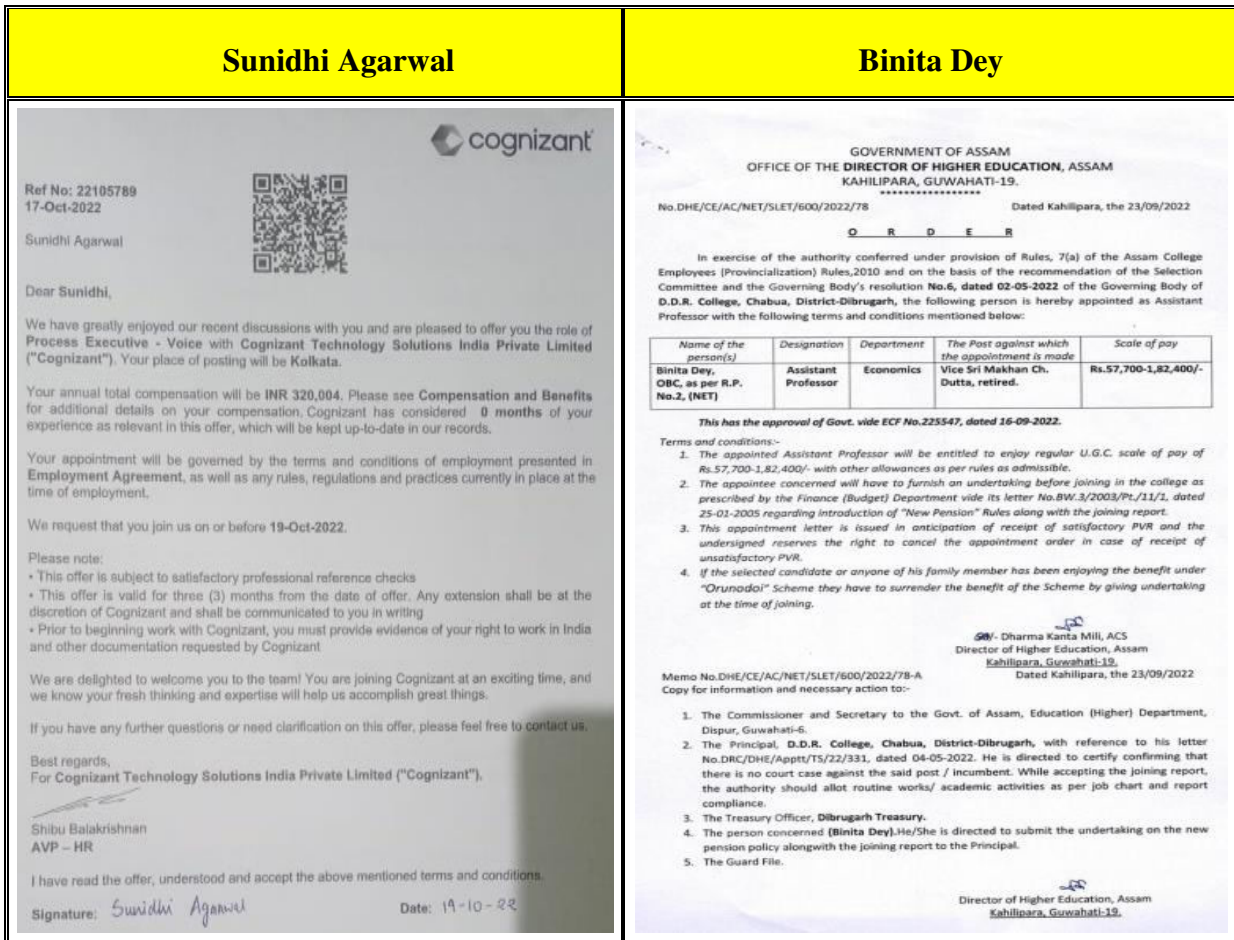 Sunidhi Agarwal
cognizant
Ref No: 22105789
17-Oct-2022
Sunidhi Agarwal
Dear Sunidhi,
We have greatly enjoyed our recent discussions with you and are pleased to offer you the role of
Process Executive - Voice with Cognizant Technology Solutions India Private Limited
("Cognizant"). Your place of posting will be Kolkata.
Your annual total compensation will be INR 320,004. Please see Compensation and Benefits
for additional details on your compensation. Cognizant has considered 0 months of your
experience as relevant in this offer, which will be kept up-to-date in our records.
Your appointment will be governed by the terms and conditions of employment presented in
Employment Agreement, as well as any rules, regulations and practices currently in place at the
time of employment.
We request that you join us on or before 19-Oct-2022.
Please note:
• This offer is subject to satisfactory professional reference checks
• This offer is valid for three (3) months from the date of offer. Any extension shall be at the
discretion of Cognizant and shall be communicated to you in writing
• Prior to beginning work with Cognizant, you must provide evidence of your right to work in India
and other documentation requested by Cognizant
We are delighted to welcome you to the team! You are joining Cognizant at an exciting time, and
we know your fresh thinking and expertise will help us accomplish great things.
If you have any further questions or need clarification on this offer, please feel free to contact us.
Best regards,
For Cognizant Technology Solutions India Private Limited ("Cognizant").
Shibu Balakrishnan
AVP – HR
I have read the offer, understood and accept the above mentioned terms and conditions.
Signature: Sunidhi Agarwal Date: 19-10-22
Binita Dey
GOVERNMENT OF ASSAM
OFFICE OF THE DIRECTOR OF HIGHER EDUCATION, ASSAM
KAHILIPARA, GUWAHATI-19.
*****************
No.DHE/CE/AC/NET/SLET/600/2022/78 Dated Kahilipara, the 23/09/2022
O R D E R
In exercise of the authority conferred under provision of Rules, 7(a) of the Assam College
Employees (Provincialization) Rules,2010 and on the basis of the recommendation of the Selection
Committee and the Governing Body's resolution No.6, dated 02-05-2022 of the Governing Body of
D.D.R. College, Chabua, District-Dibrugarh, the following person is hereby appointed as Assistant
Professor with the following terms and conditions mentioned below:
Name of the Designation Department The Post against which Scale of pay
person(s) the appointment is made
Binita Dey, Assistant Economics Vice Sri Makhan Ch. Rs.57,700-1,82,400/-
OBC, as per R.P. Professor Dutta, retired.
No.2, (NET)
This has the approval of Govt. vide ECF No.225547, dated 16-09-2022.
Terms and conditions:-
1. The appointed Assistant Professor will be entitled to enjoy regular U.G.C. scale of pay of
Rs.57,700-1,82,400/- with other allowances as per rules as admissible.
2. The appointee concerned will have to furnish an undertaking before joining in the college as
prescribed by the Finance (Budget) Department vide its letter No.BW.3/2003/Pt./11/1, dated
25-01-2005 regarding introduction of "New Pension" Rules along with the joining report.
3. This appointment letter is issued in anticipation of receipt of satisfactory PVR and the
undersigned reserves the right to cancel the appointment order in case of receipt of
unsatisfactory PVR.
4. If the selected candidate or anyone of his family member has been enjoying the benefit under
"Orunodoi" Scheme they have to surrender the benefit of the Scheme by giving undertaking
at the time of joining.
Dharma Kanta Mili, ACS
Director of Higher Education, Assam
Kahilipara, Guwahati-19.
Memo No.DHE/CE/AC/NET/SLET/600/2022/78-A Dated Kahilipara, the 23/09/2022
Copy for information and necessary action to:-
1. The Commissioner and Secretary to the Govt. of Assam, Education (Higher) Department,
Dispur, Guwahati-6.
2. The Principal, D.D.R. College, Chabua, District-Dibrugarh, with reference to his letter
No.DRC/DHE/Apptt/TS/22/331, dated 04-05-2022. He is directed to certify confirming that
there is no court case against the said post / incumbent. While accepting the joining report,
the authority should allot routine works/ academic activities as per job chart and report
compliance.
3. The Treasury Officer, Dibrugarh Treasury.
4. The person concerned (Binita Dey).He/She is directed to submit the undertaking on the new
pension policy alongwith the joining report to the Principal.
5. The Guard File.
Director of Higher Education, Assam
Kahilipara, Guwahati-19.